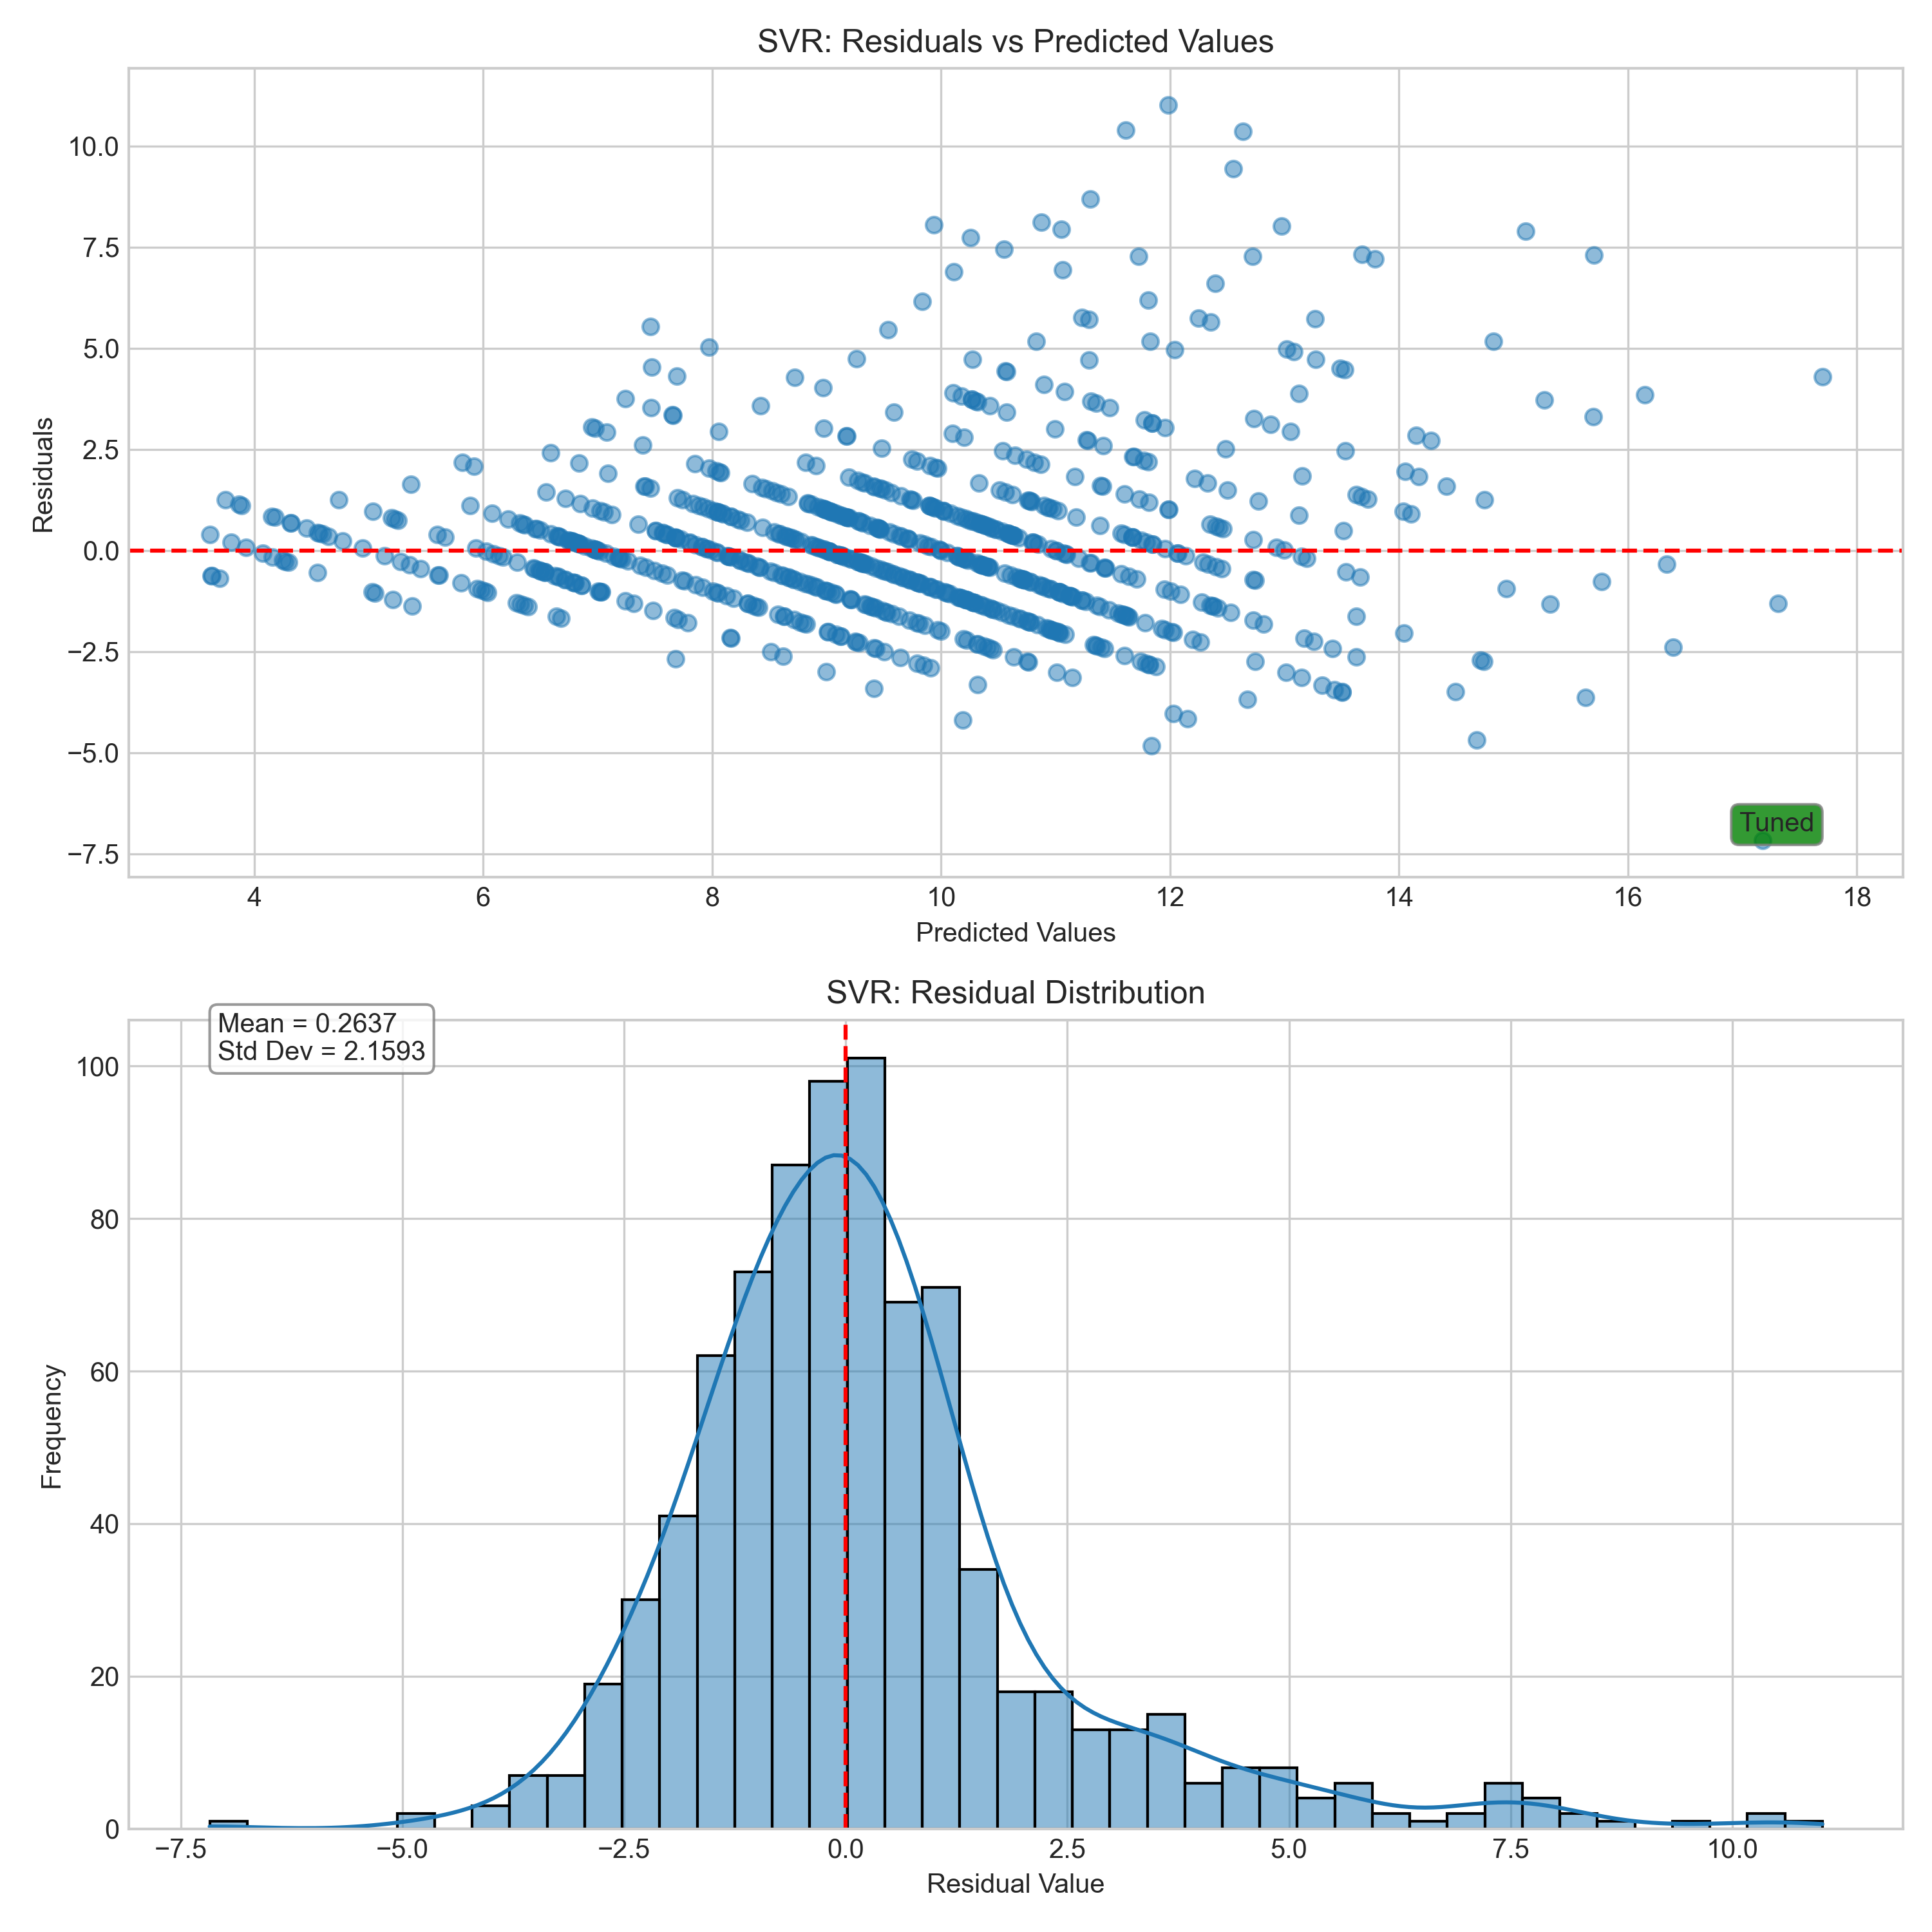 SVR: Residuals vs Predicted Values
Residuals
10.0
7.5
5.0
2.5
0.0
−2.5
−5.0
−7.5
Tuned
4 6 8 10 12 14 16 18
Predicted Values
SVR: Residual Distribution
Mean = 0.2637
Std Dev = 2.1593
Frequency
100
80
60
40
20
0
−7.5 −5.0 −2.5 0.0 2.5 5.0 7.5 10.0
Residual Value